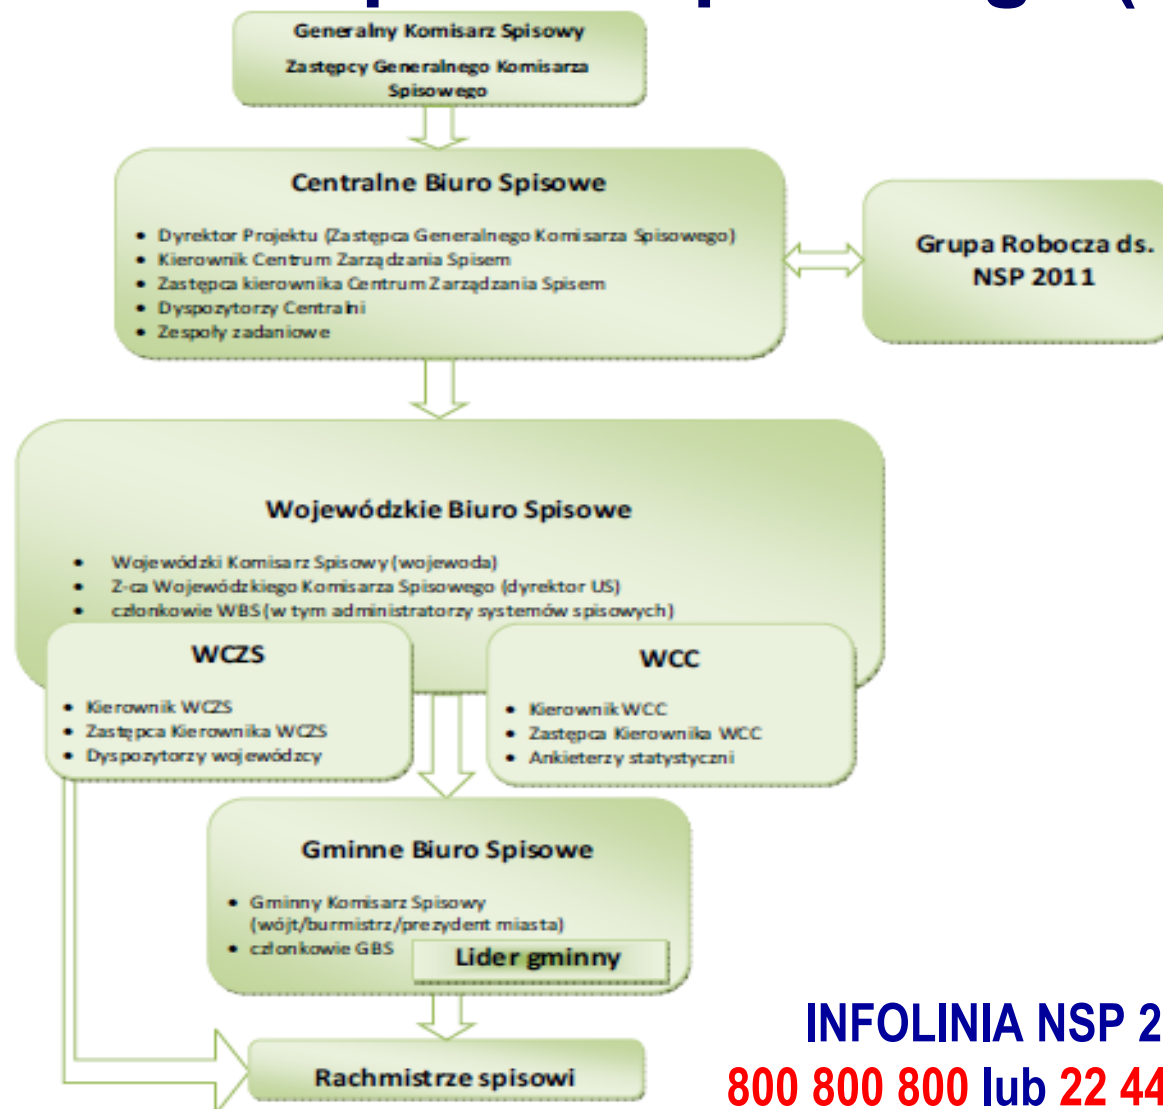 Generalny Komisarz Spisowy
Zastępcy Generalnego Komisarza
Spisowego
Centralne Biuro Spisowe
• Dyrektor Projektu (Zastępca Generalnego Komisarza Spisowego)
• Kierownik Centrum Zarządzania Spisem
• Zastępca kierownika Centrum Zarządzania Spisem
• Dyspozytorzy Centralni
• Zespoły zadaniowe
Grupa Robocza ds.
NSP 2011
Wojewódzkie Biuro Spisowe
• Wojewódzki Komisarz Spisowy (wojewoda)
• Z-ca Wojewódzkiego Komisarza Spisowego (dyrektor US)
• członkowie WBS (w tym administratorzy systemów spisowych)
WCZS
• Kierownik WCZS
• Zastępca Kierownika WCZS
• Dyspozytorzy wojewódzcy
WCC
• Kierownik WCC
• Zastępca Kierownika WCC
• Ankieterzy statystyczni
Gminne Biuro Spisowe
• Gminny Komisarz Spisowy
(wójt/burmistrz/prezydent miasta)
• członkowie GBS
Lider gminny
Rachmistrze spisowi
INFOLINIA NSP 2
800 800 800 lub 22 44